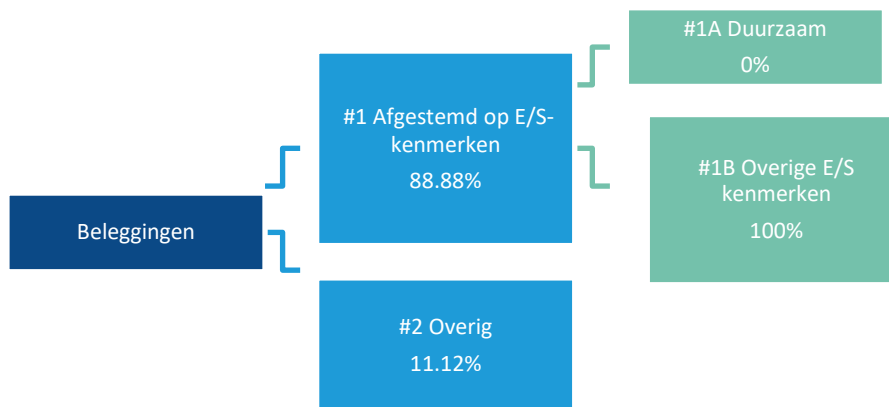 Beleggingen
#1 Afgestemd op E/S-
kenmerken
88.88%
#2 Overig
11.12%
#1A Duurzaam
0%
#1B Overige E/S
kenmerken
100%